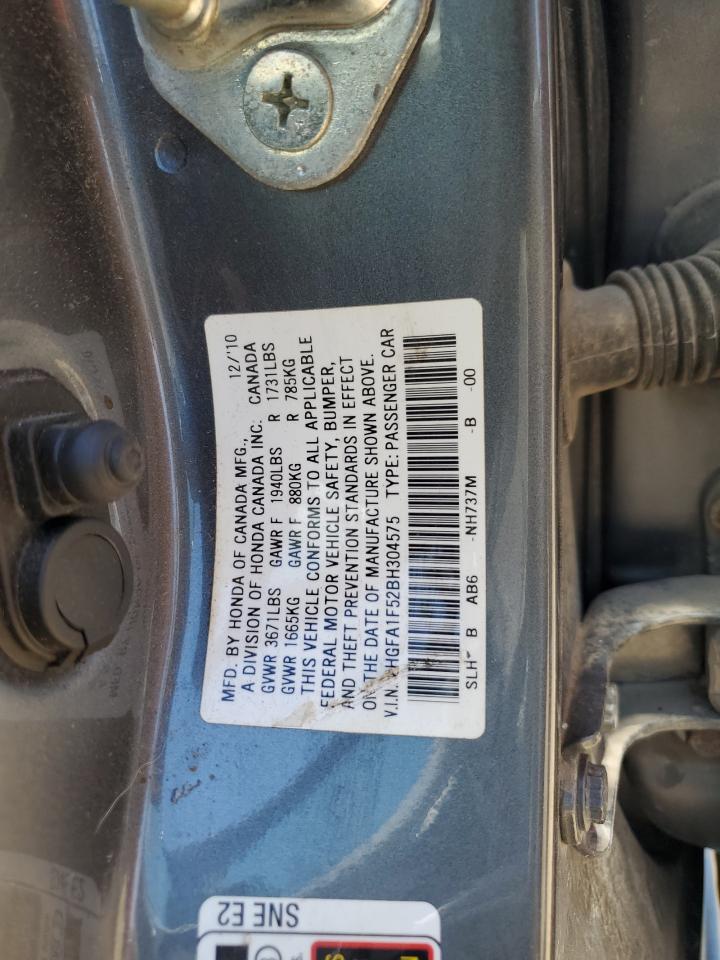 MFD. BY HONDA OF CANADA MFG., 12/'10
A DIVISION OF HONDA CANADA INC. CANADA
GVWR 3671LBS GAWR F 1940LBS R 1731LBS
GVWR 1665KG GAWR F 880KG R 785KG
THIS VEHICLE CONFORMS TO ALL APPLICABLE
FEDERAL MOTOR VEHICLE SAFETY, BUMPER,
AND THEFT PREVENTION STANDARDS IN EFFECT
ON THE DATE OF MANUFACTURE SHOWN ABOVE.
V.I.N. HGFA1F52BH304575 TYPE: PASSENGER CAR
SLH* B AB6 -NH737M -B -00
SNE E2